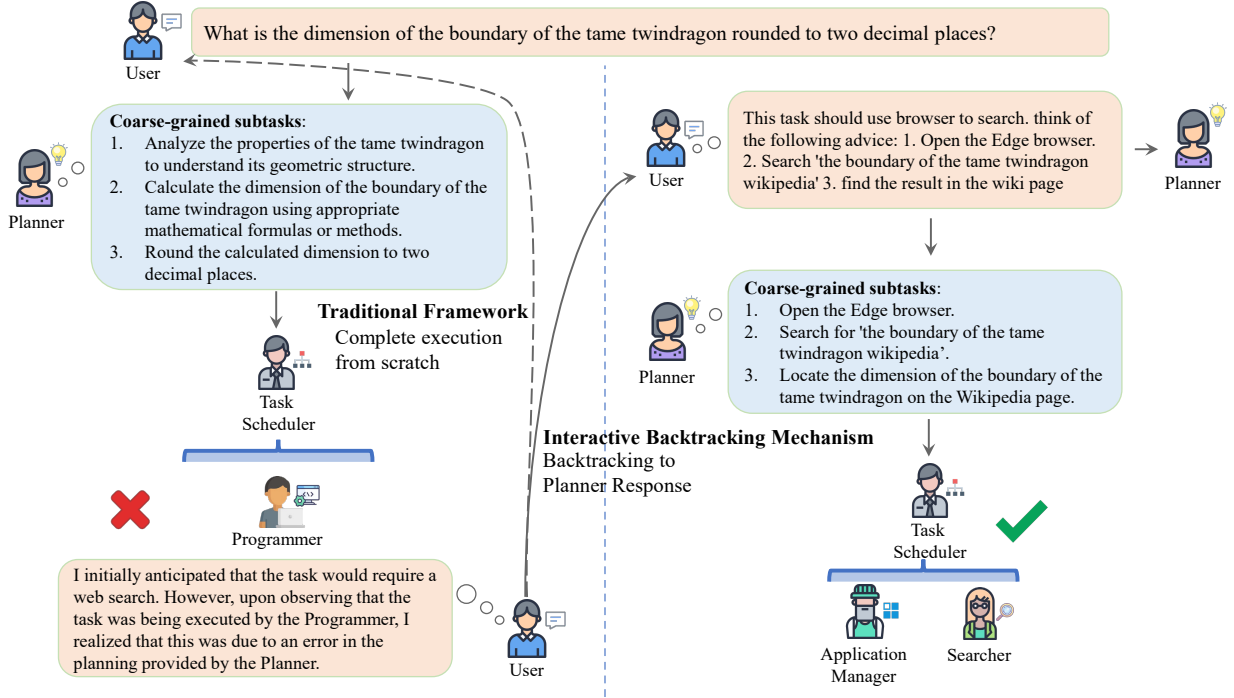 What is the dimension of the boundary of the tame twindragon rounded to two decimal places?
User
Coarse-grained subtasks:
1. Analyze the properties of the tame twindragon
to understand its geometric structure.
2. Calculate the dimension of the boundary of the
tame twindragon using appropriate
mathematical formulas or methods.
3. Round the calculated dimension to two
decimal places.
Planner
Traditional Framework
Complete execution
from scratch
Task
Scheduler
Programmer
I initially anticipated that the task would require a
web search. However, upon observing that the
task was being executed by the Programmer, I
realized that this was due to an error in the
planning provided by the Planner.
User
Interactive Backtracking Mechanism
Backtracking to
Planner Response
User
This task should use browser to search. think of
the following advice: 1. Open the Edge browser.
2. Search 'the boundary of the tame twindragon
wikipedia' 3. find the result in the wiki page
Planner
Coarse-grained subtasks:
1. Open the Edge browser.
2. Search for 'the boundary of the tame
twindragon wikipedia’.
3. Locate the dimension of the boundary of the
tame twindragon on the Wikipedia page.
Planner
Task
Scheduler
Application
Manager
Searcher